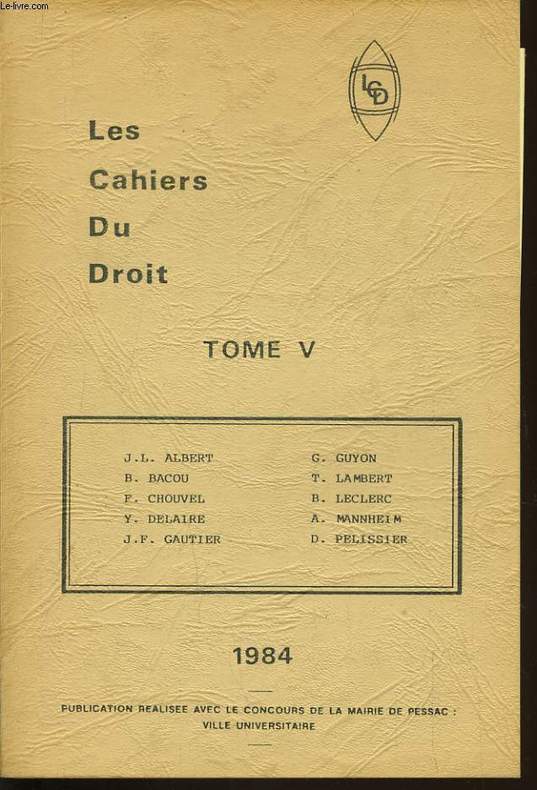 Le-livre.com
LCD
Les
Cahiers
Du
Droit
TOME V
J.L. ALBERT
B. BACOU
F. CHOUVEL
Y. DELAIRE
J.F. GAUTIER
G. GUYON
T. LAMBERT
B. LECLERC
A. MANNHEIM
D. PELISSIER
1984
PUBLICATION REALISEE AVEC LE CONCOURS DE LA MAIRIE DE PESSAC :
VILLE UNIVERSITAIRE